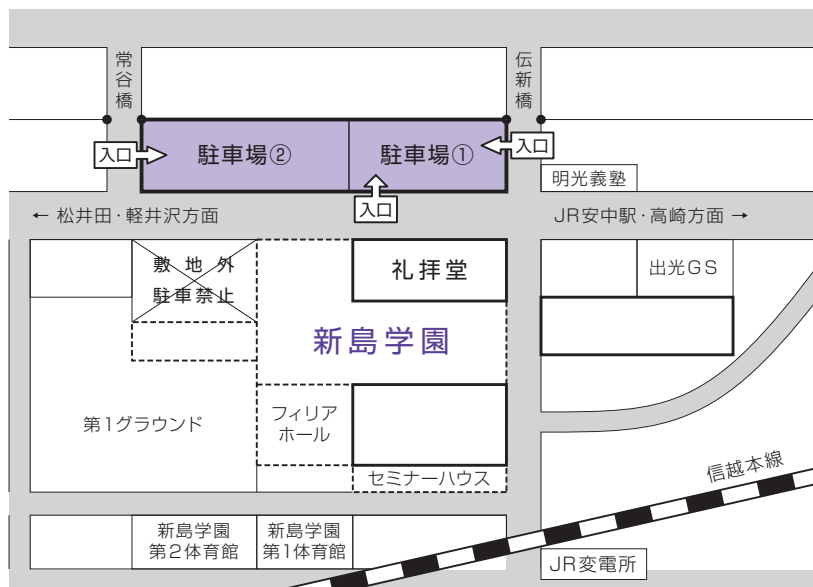 常谷橋
伝新橋
入口
駐車場②
駐車場①
入口
入口
明光義塾
← 松井田・軽井沢方面
JR安中駅・高崎方面 →
敷地外
駐車禁止
礼拝堂
出光GS
新島学園
第1グラウンド
フィリア
ホール
セミナーハウス
信越本線
新島学園
第2体育館
新島学園
第1体育館
JR変電所